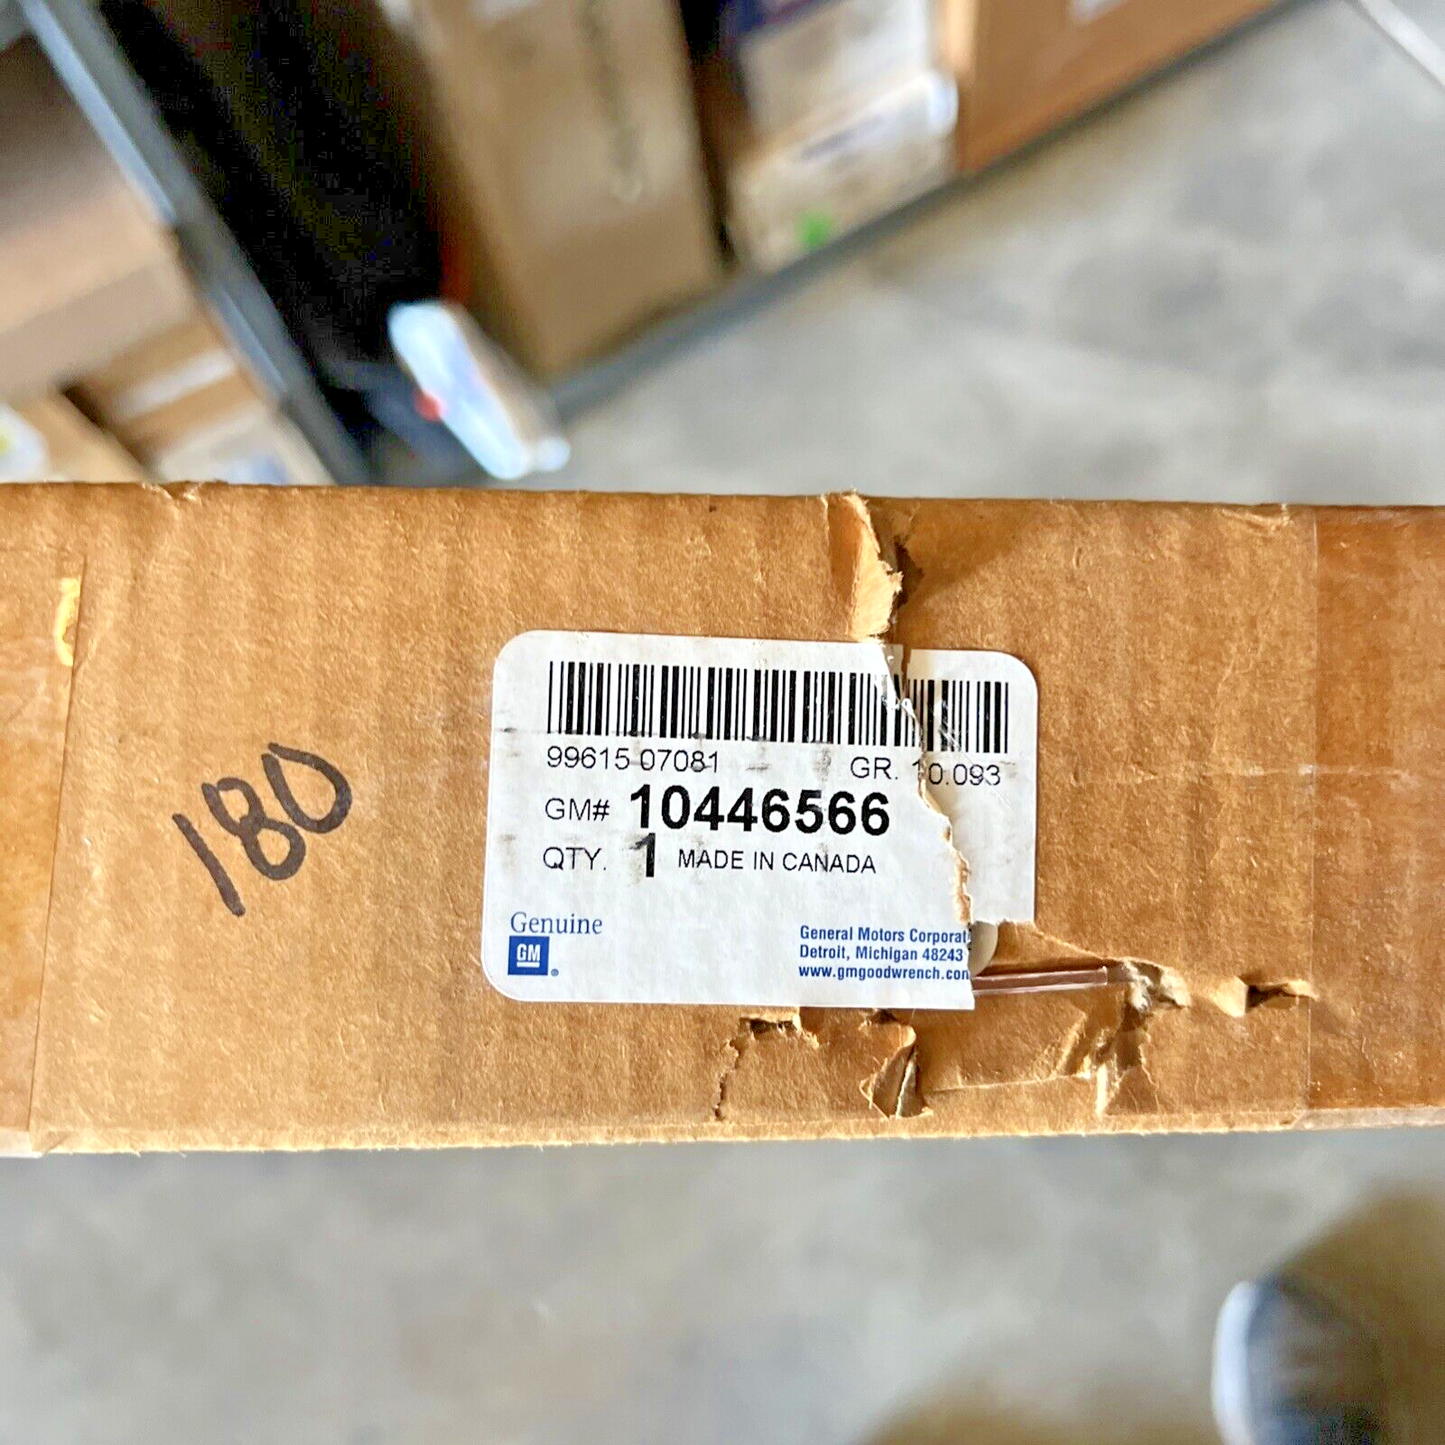 180
99615 07081 GR. 10.093
GM# 10446566
QTY. 1 MADE IN CANADA
Genuine
GM
General Motors Corporat
Detroit, Michigan 48243
www.gmgoodwrench.com